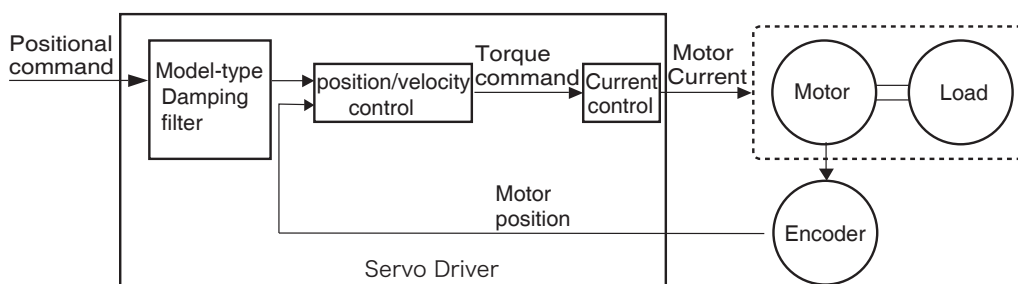 Positional
command
Model-type
Damping
filter
position/velocity
control
Torque
command
Current
control
Motor
Current
Motor
Load
Motor
position
Encoder
Servo Driver